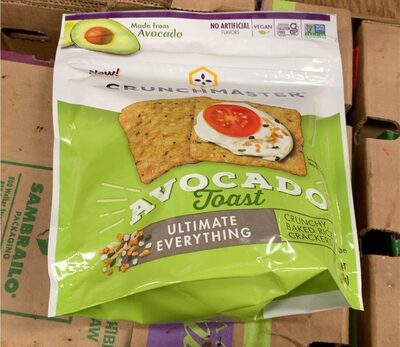 Made from
Avocado
NO ARTIFICIAL
FLAVORS
VEGAN
New!
CRUNCHMASTER
AVOCADO
Toast
ULTIMATE
EVERYTHING
CRUNCHY
BAKED RICE
CRACKERS
SAMBRAILO
PACKAGING